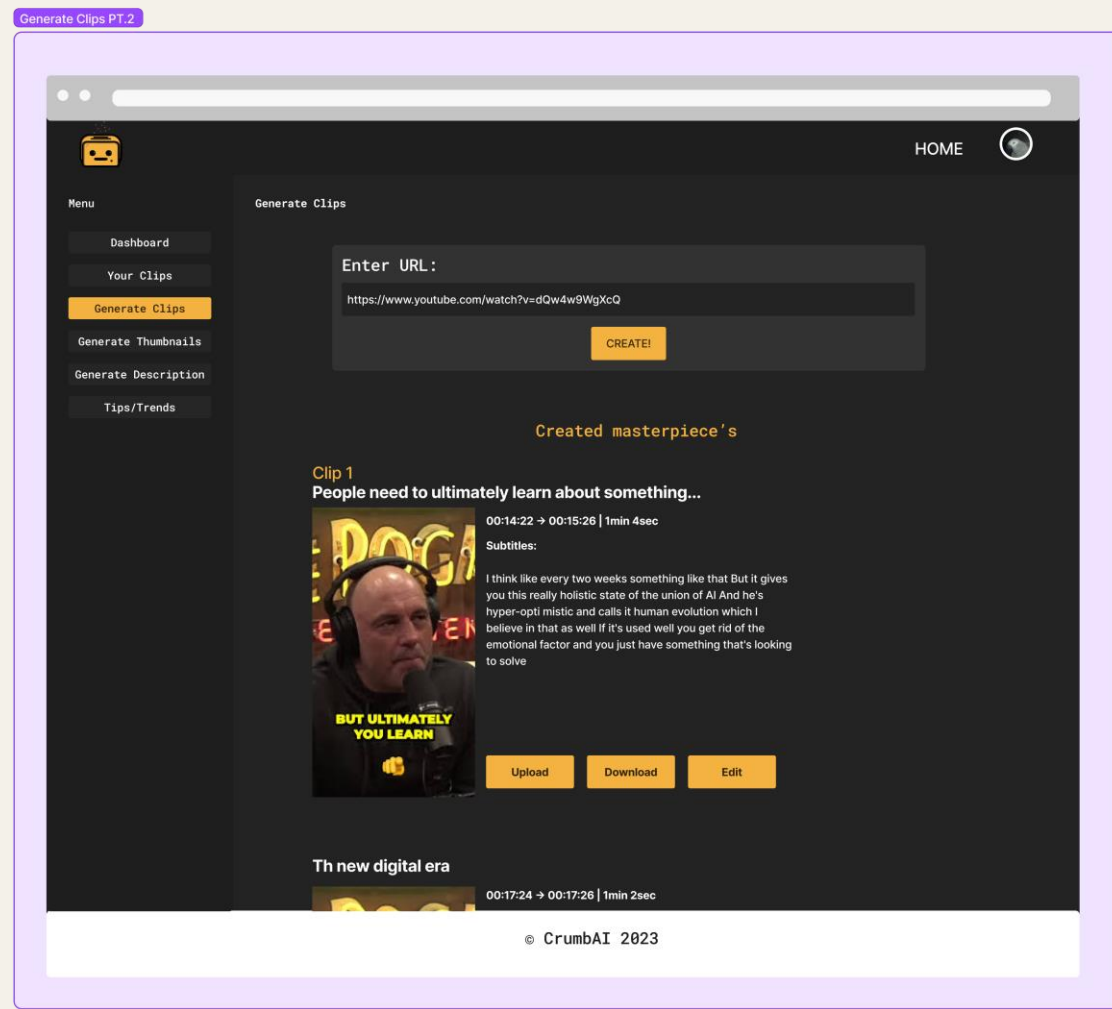 Generate Clips PT.2
HOME
Menu
Dashboard
Your Clips
Generate Clips
Generate Thumbnails
Generate Description
Tips/Trends
Generate Clips
Enter URL:
https://www.youtube.com/watch?v=dQw4w9WgXcQ
CREATE!
Created masterpiece's
Clip 1
People need to ultimately learn about something...
BUT ULTIMATELY
YOU LEARN
00:14:22 → 00:15:26 | 1min 4sec
Subtitles:
I think like every two weeks something like that But it gives
you this really holistic state of the union of AI And he's
hyper-opti mistic and calls it human evolution which I
believe in that as well If it's used well you get rid of the
emotional factor and you just have something that's looking
to solve
Upload
Download
Edit
Th new digital era
00:17:24 → 00:17:26 | 1min 2sec
© CrumbAI 2023